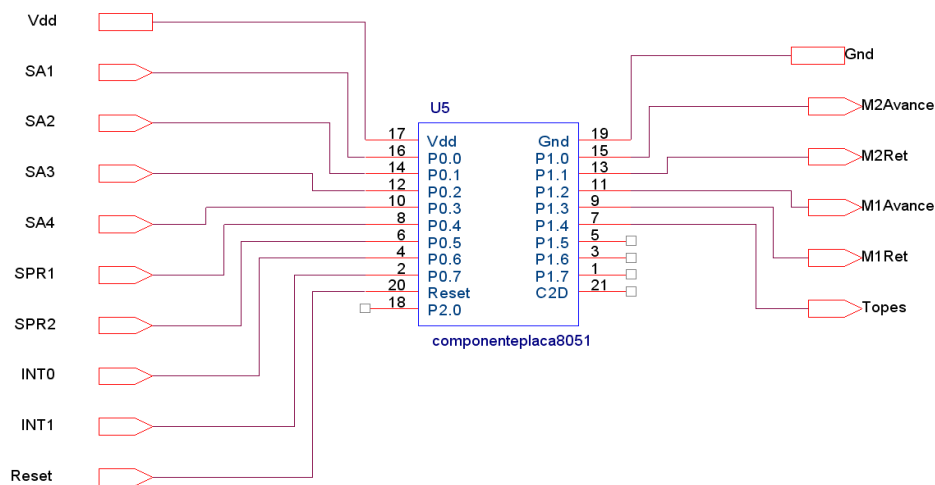 Vdd
SA1
SA2
SA3
SA4
SPR1
SPR2
INT0
INT1
Reset
U5
17 Vdd
16 P0.0
14 P0.1
12 P0.2
10 P0.3
8 P0.4
6 P0.5
4 P0.6
2 P0.7
20 Reset
18 P2.0
Gnd 19
P1.0 15
P1.1 13
P1.2 11
P1.3 9
P1.4 7
P1.5 5
P1.6 3
P1.7 1
C2D 21
componenteplaca8051
Gnd
M2Avance
M2Ret
M1Avance
M1Ret
Topes